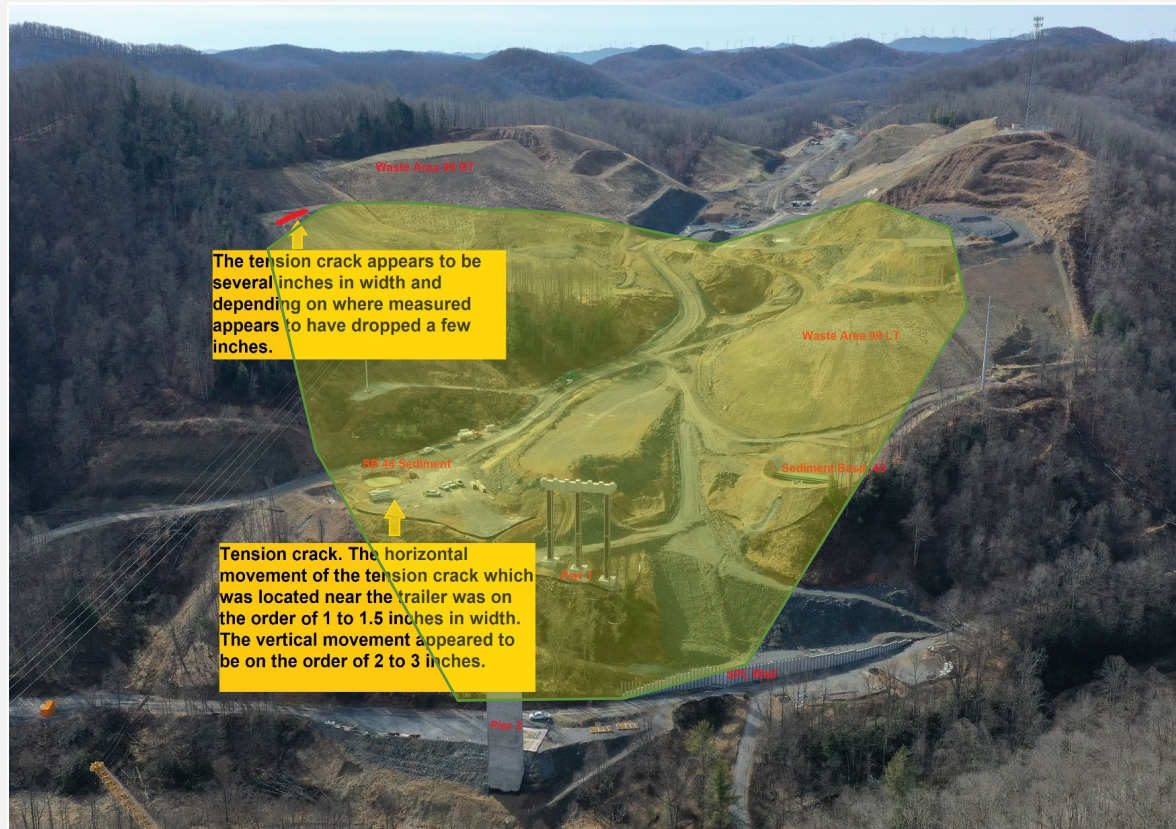 Waste Area 99 RT
The tension crack appears to be
several inches in width and
depending on where measured
appears to have dropped a few
inches.
Waste Area 99 LT
SB 44 Sediment
Sediment Basin 43
Tension crack. The horizontal
movement of the tension crack which
was located near the trailer was on
the order of 1 to 1.5 inches in width.
The vertical movement appeared to
be on the order of 2 to 3 inches.
Pier 1
SPL Wall
Pier 2